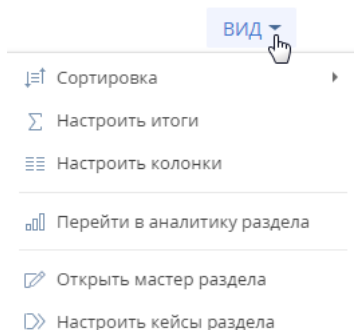 ВИД
Сортировка
Настроить итоги
Настроить колонки
Перейти в аналитику раздела
Открыть мастер раздела
Настроить кейсы раздела